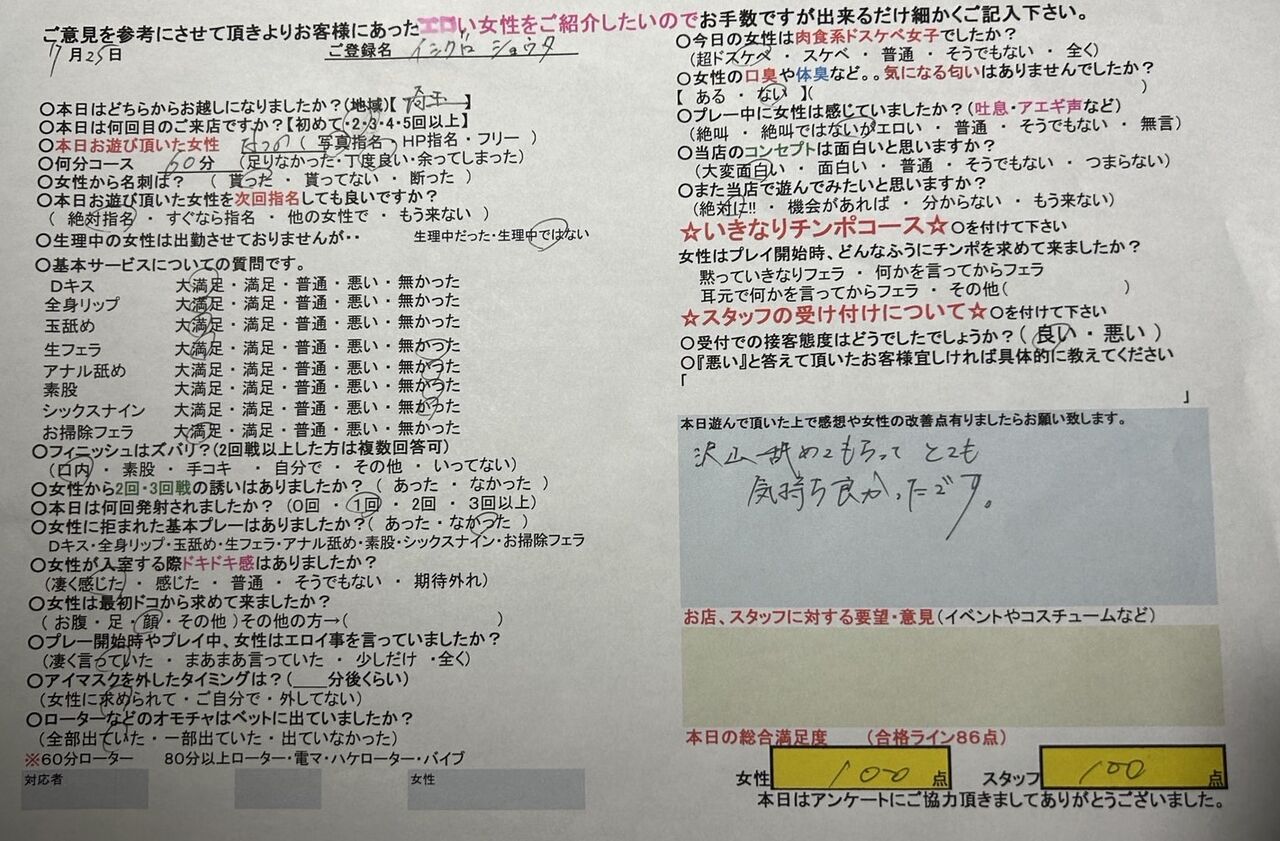 ご意見を参考にさせて頂きよりお客様にあったエロい女性をご紹介したいのでお手数ですが出来るだけ細かくご記入下さい。
7月25日
ご登録名 イシグロ ショウタ
〇本日はどちらからお越しになりましたか？(地域)【 埼玉 】
〇本日は何回目のご来店ですか？【初めて・2・3・4・5回以上】
〇本日お遊び頂いた女性 ( 写真指名・HP指名・フリー )
〇何分コース 60分 (足りなかった・丁度良い・余ってしまった)
〇女性から名刺は？ ( 貰った ・ 貰ってない ・ 断った )
〇本日お遊び頂いた女性を次回指名しても良いですか？
( 絶対指名 ・ すぐなら指名 ・ 他の女性で ・ もう来ない )
〇生理中の女性は出勤させておりませんが・・ 生理中だった・生理中ではない
〇基本サービスについての質問です。
Dキス 大満足・満足・普通・悪い・無かった
全身リップ 大満足・満足・普通・悪い・無かった
玉舐め 大満足・満足・普通・悪い・無かった
生フェラ 大満足・満足・普通・悪い・無かった
アナル舐め 大満足・満足・普通・悪い・無かった
素股 大満足・満足・普通・悪い・無かった
シックスナイン 大満足・満足・普通・悪い・無かった
お掃除フェラ 大満足・満足・普通・悪い・無かった
〇フィニッシュはズバリ？(2回戦以上した方は複数回答可)
(口内 ・ 素股 ・ 手コキ ・ 自分で ・ その他 ・ いってない)
〇女性から2回・3回戦の誘いはありましたか？ ( あった ・ なかった )
〇本日は何回発射されましたか？ (0回 ・ 1回 ・ 2回 ・ 3回以上)
〇女性に拒まれた基本プレーはありましたか？( あった・なかった )
Dキス・全身リップ・玉舐め・生フェラ・アナル舐め・素股・シックスナイン・お掃除フェラ
〇女性が入室する際ドキドキ感はありましたか？
(凄く感じた ・ 感じた ・ 普通 ・ そうでもない ・ 期待外れ)
〇女性は最初ドコから求めて来ましたか？
( お腹・足・顔・その他 )その他の方→( )
〇プレー開始時やプレイ中、女性はエロイ事を言っていましたか？
(凄く言っていた ・ まあまあ言っていた ・ 少しだけ ・全く)
〇アイマスクを外したタイミングは？(＿＿分後くらい)
(女性に求められて・ご自分で・外してない)
〇ローターなどのオモチャはベットに出ていましたか？
(全部出ていた・一部出ていた・出ていなかった)
※60分ローター 80分以上ローター・電マ・ハケローター・バイブ
対応者 女性
〇今日の女性は肉食系ドスケベ女子でしたか？
(超ドスケベ ・ スケベ ・ 普通 ・ そうでもない ・ 全く)
〇女性の口臭や体臭など。。気になる匂いはありませんでしたか？
【 ある ・ ない 】( )
〇プレー中に女性は感じていましたか？(吐息・アエギ声など)
(絶叫 ・ 絶叫ではないがエロい ・ 普通 ・ そうでもない ・ 無言)
〇当店のコンセプトは面白いと思いますか？
(大変面白い ・ 面白い ・ 普通 ・ そうでもない ・ つまらない)
〇また当店で遊んでみたいと思いますか？
(絶対に!! ・ 機会があれば ・ 分からない ・ もう来ない)
☆いきなりチンポコース☆〇を付けて下さい
女性はプレイ開始時、どんなふうにチンポを求めて来ましたか？
黙っていきなりフェラ ・ 何かを言ってからフェラ
耳元で何かを言ってからフェラ ・ その他( )
☆スタッフの受け付けについて☆〇を付けて下さい
〇受付での接客態度はどうでしたでしょうか？( 良い ・ 悪い )
〇『悪い』と答えて頂いたお客様宜しければ具体的に教えてください
「 」
本日遊んで頂いた上で感想や女性の改善点有りましたらお願い致します。
沢山舐めてもらって とても
気持ち良かったです。
お店、スタッフに対する要望・意見(イベントやコスチュームなど)
本日の総合満足度 (合格ライン86点)
女性 100 点 スタッフ 100 点
本日はアンケートにご協力頂きましてありがとうございました。